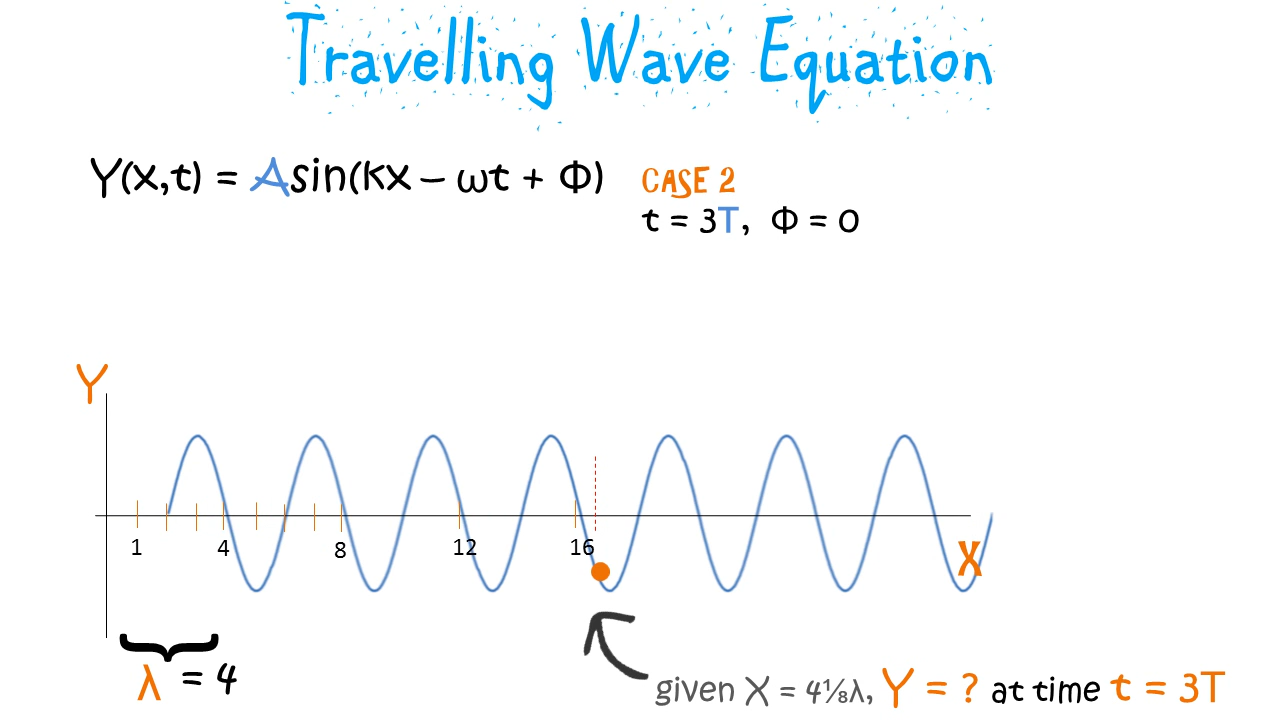 Travelling Wave Equation
Y(x,t) = Asin(kx – ωt + Φ)
CASE 2
t = 3T, Φ = 0
Y
1 4 8 12 16
X
λ = 4
given X = 4⅛λ, Y = ? at time t = 3T